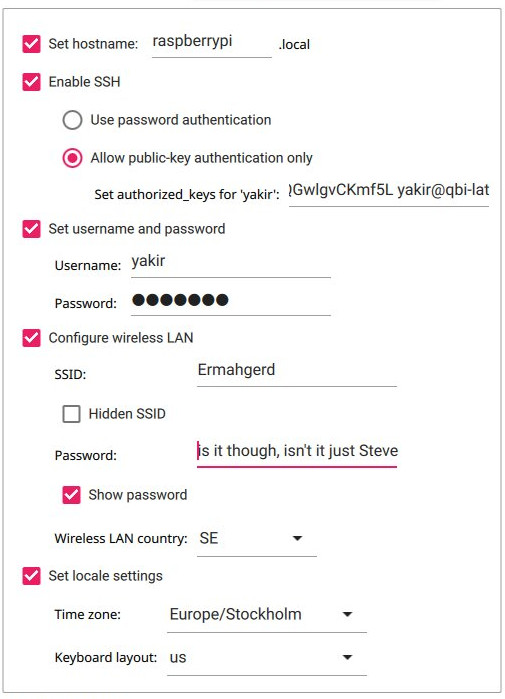 Set hostname: raspberrypi .local
Enable SSH
Use password authentication
Allow public-key authentication only
Set authorized_keys for 'yakir': QGwlgvCKmf5L yakir@qbi-lat
Set username and password
Username: yakir
Password: ●●●●●●●
Configure wireless LAN
SSID: Ermahgerd
Hidden SSID
Password: is it though, isn't it just Steve
Show password
Wireless LAN country: SE
Set locale settings
Time zone: Europe/Stockholm
Keyboard layout: us